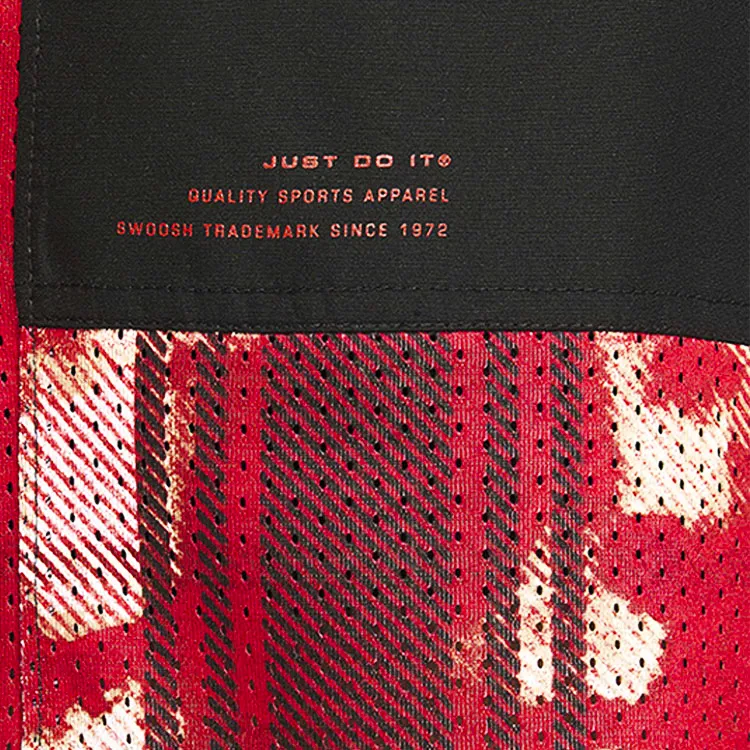 JUST DO IT®
QUALITY SPORTS APPAREL
SWOOSH TRADEMARK SINCE 1972